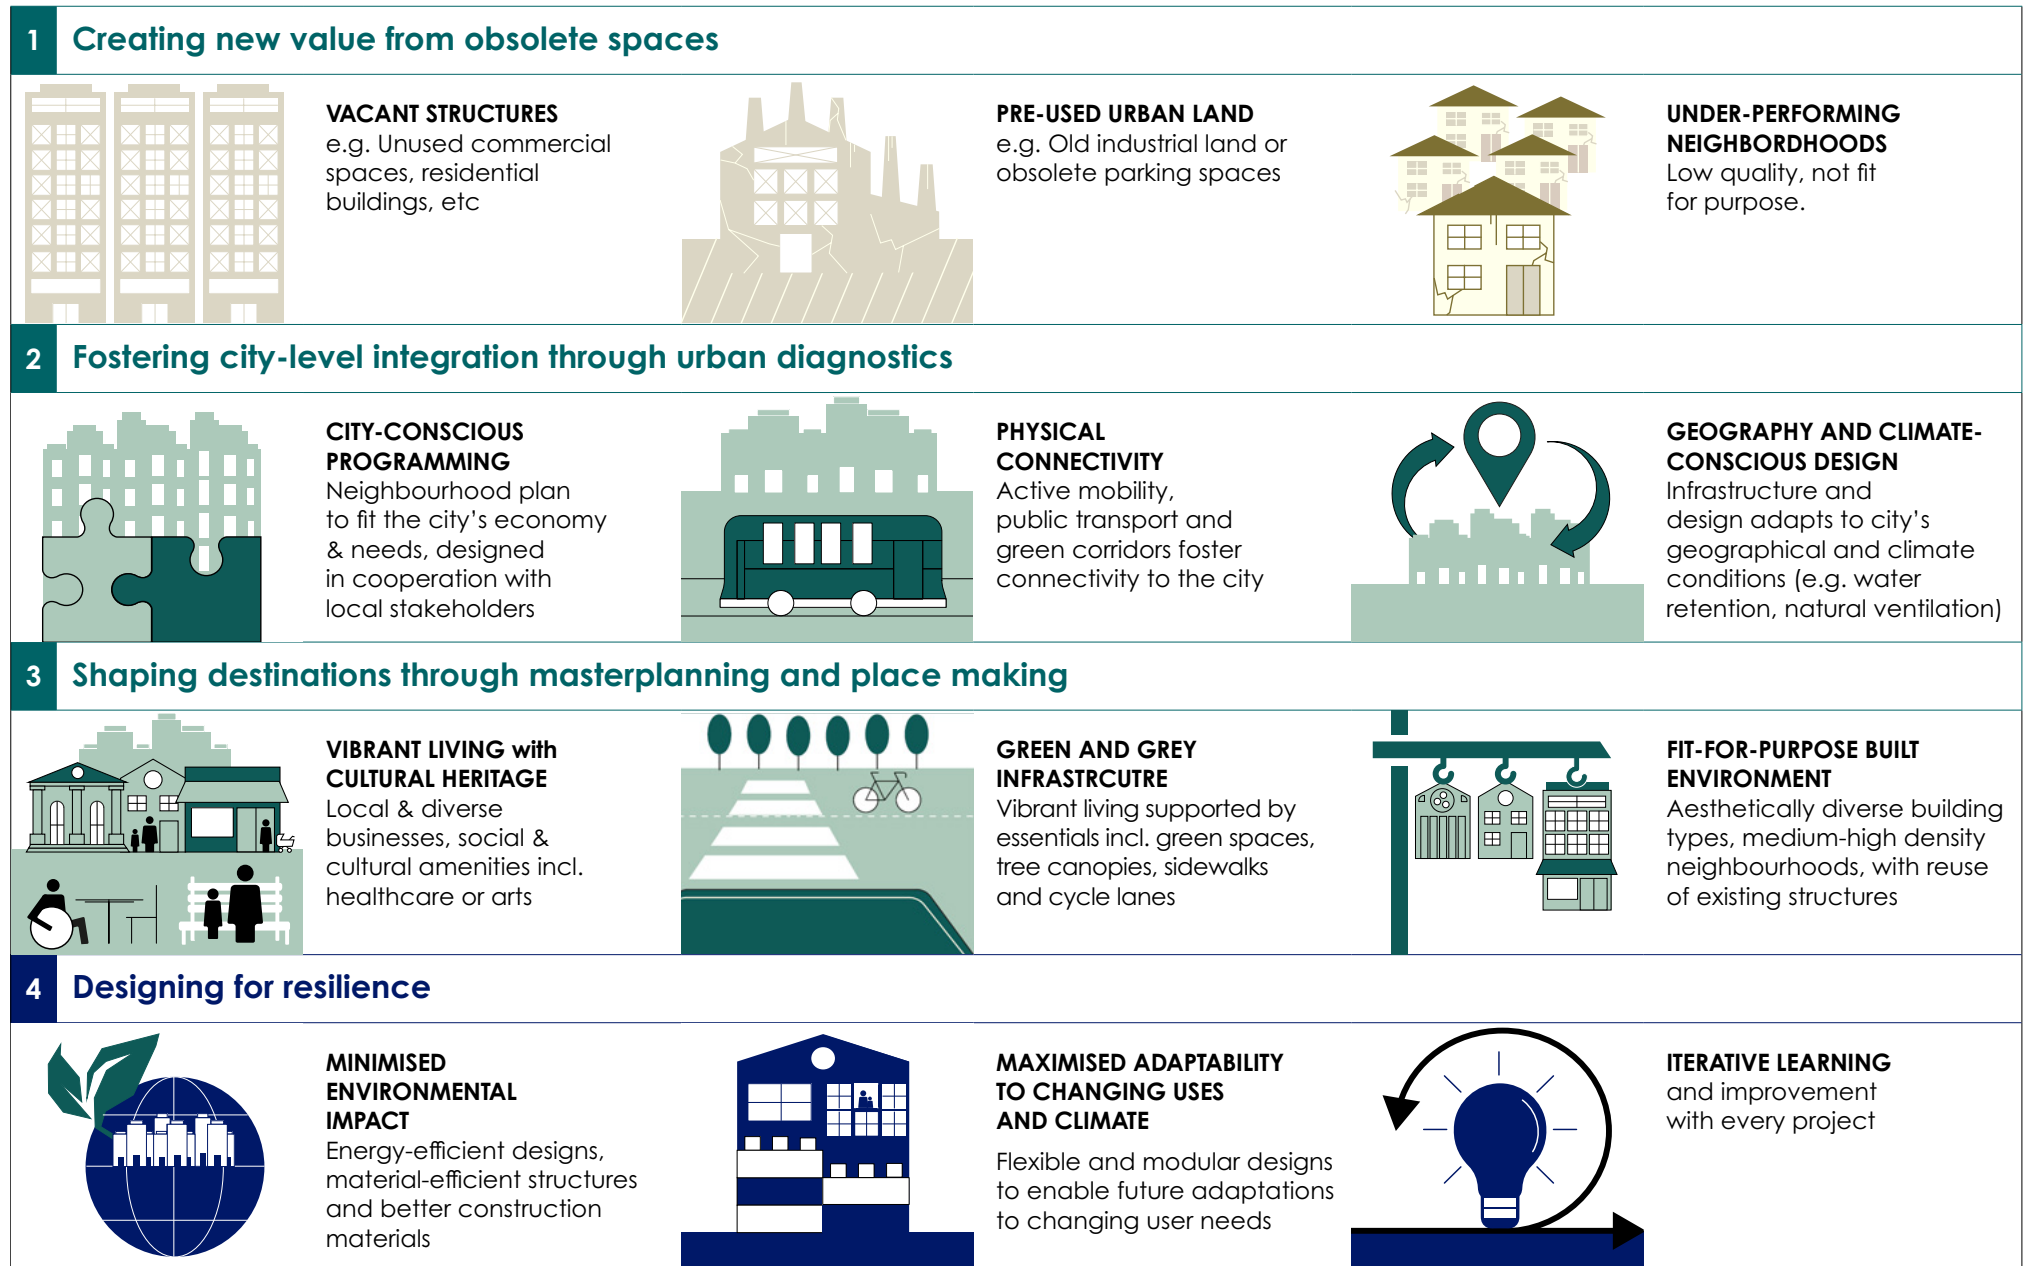 1 Creating new value from obsolete spaces
VACANT STRUCTURES
e.g. Unused commercial
spaces, residential
buildings, etc
PRE-USED URBAN LAND
e.g. Old industrial land or
obsolete parking spaces
UNDER-PERFORMING
NEIGHBORDHOODS
Low quality, not fit
for purpose.
2 Fostering city-level integration through urban diagnostics
CITY-CONSCIOUS
PROGRAMMING
Neighbourhood plan
to fit the city’s economy
& needs, designed
in cooperation with
local stakeholders
PHYSICAL
CONNECTIVITY
Active mobility,
public transport and
green corridors foster
connectivity to the city
GEOGRAPHY AND CLIMATE-
CONSCIOUS DESIGN
Infrastructure and
design adapts to city’s
geographical and climate
conditions (e.g. water
retention, natural ventilation)
3 Shaping destinations through masterplanning and place making
VIBRANT LIVING with
CULTURAL HERITAGE
Local & diverse
businesses, social &
cultural amenities incl.
healthcare or arts
GREEN AND GREY
INFRASTRCUTRE
Vibrant living supported by
essentials incl. green spaces,
tree canopies, sidewalks
and cycle lanes
FIT-FOR-PURPOSE BUILT
ENVIRONMENT
Aesthetically diverse building
types, medium-high density
neighbourhoods, with reuse
of existing structures
4 Designing for resilience
MINIMISED
ENVIRONMENTAL
IMPACT
Energy-efficient designs,
material-efficient structures
and better construction
materials
MAXIMISED ADAPTABILITY
TO CHANGING USES
AND CLIMATE
Flexible and modular designs
to enable future adaptations
to changing user needs
ITERATIVE LEARNING
and improvement
with every project